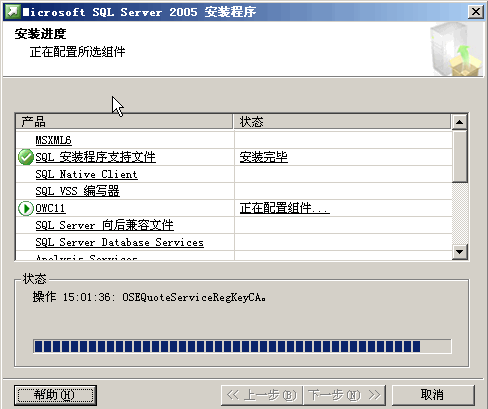 Microsoft SQL Server 2005 安装程序
安装进度
正在配置所选组件
产品 状态
MSXML6
SQL 安装程序支持文件 安装完毕
SQL Native Client
SQL VSS 编写器
OWC11 正在配置组件...
SQL Server 向后兼容文件
SQL Server Database Services
Analysis Services
状态
操作 15:01:36: OSEQuoteServiceRegKeyCA。
帮助(H) << 上一步(B) 下一步(N) >> 取消